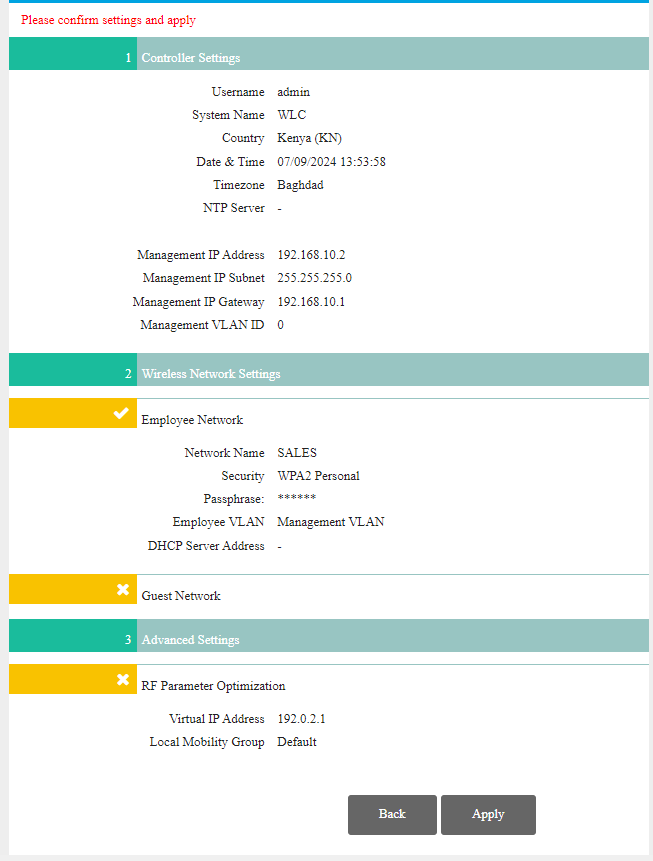 Please confirm settings and apply
1 Controller Settings
Username admin
System Name WLC
Country Kenya (KN)
Date & Time 07/09/2024 13:53:58
Timezone Baghdad
NTP Server -
Management IP Address 192.168.10.2
Management IP Subnet 255.255.255.0
Management IP Gateway 192.168.10.1
Management VLAN ID 0
2 Wireless Network Settings
Employee Network
Network Name SALES
Security WPA2 Personal
Passphrase: ******
Employee VLAN Management VLAN
DHCP Server Address -
Guest Network
3 Advanced Settings
RF Parameter Optimization
Virtual IP Address 192.0.2.1
Local Mobility Group Default
Back Apply